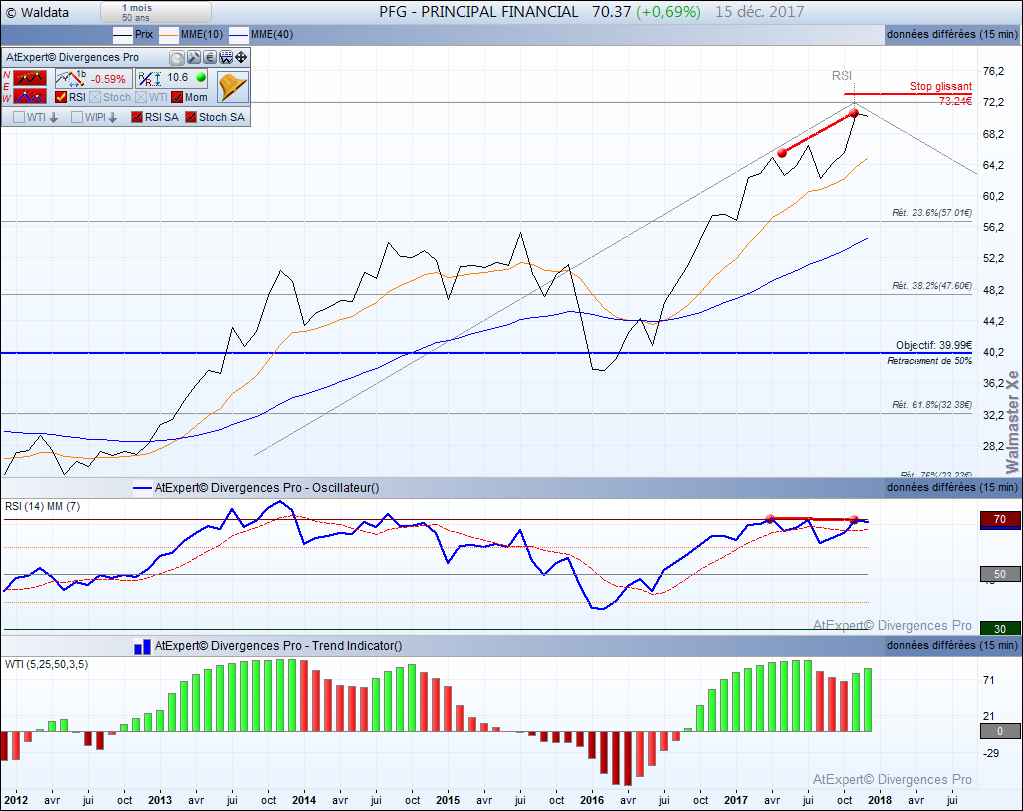 © Waldata
1 mois
50 ans
PFG - PRINCIPAL FINANCIAL 70.37 (+0,69%) 15 déc. 2017
Prix MME(10) MME(40)
données différées (15 min)
AtExpert© Divergences Pro
N
E
W
1b
-0.59%
R/R
10.6
RSI Stoch WTI Mom
WTI WIPI RSI SA Stoch SA
RSI
Stop glissant
73.24€
Rét. 23.6%(57.01€)
Rét. 38.2%(47.60€)
Objectif: 39.99€
Retracement de 50%
Rét. 61.8%(32.38€)
Rét. 76%(23.23€)
76,2
72,2
68,2
64,2
60,2
56,2
52,2
48,2
44,2
40,2
36,2
32,2
28,2
Walmaster Xe
AtExpert© Divergences Pro - Oscillateur()
données différées (15 min)
RSI (14) MM (7)
70
50
30
AtExpert© Divergences Pro
AtExpert© Divergences Pro - Trend Indicator()
données différées (15 min)
WTI (5,25,50,3,5)
71
21
0
-29
AtExpert© Divergences Pro
2012 avr jui oct 2013 avr jui oct 2014 avr jui oct 2015 avr jui oct 2016 avr jui oct 2017 avr jui oct 2018 avr jui